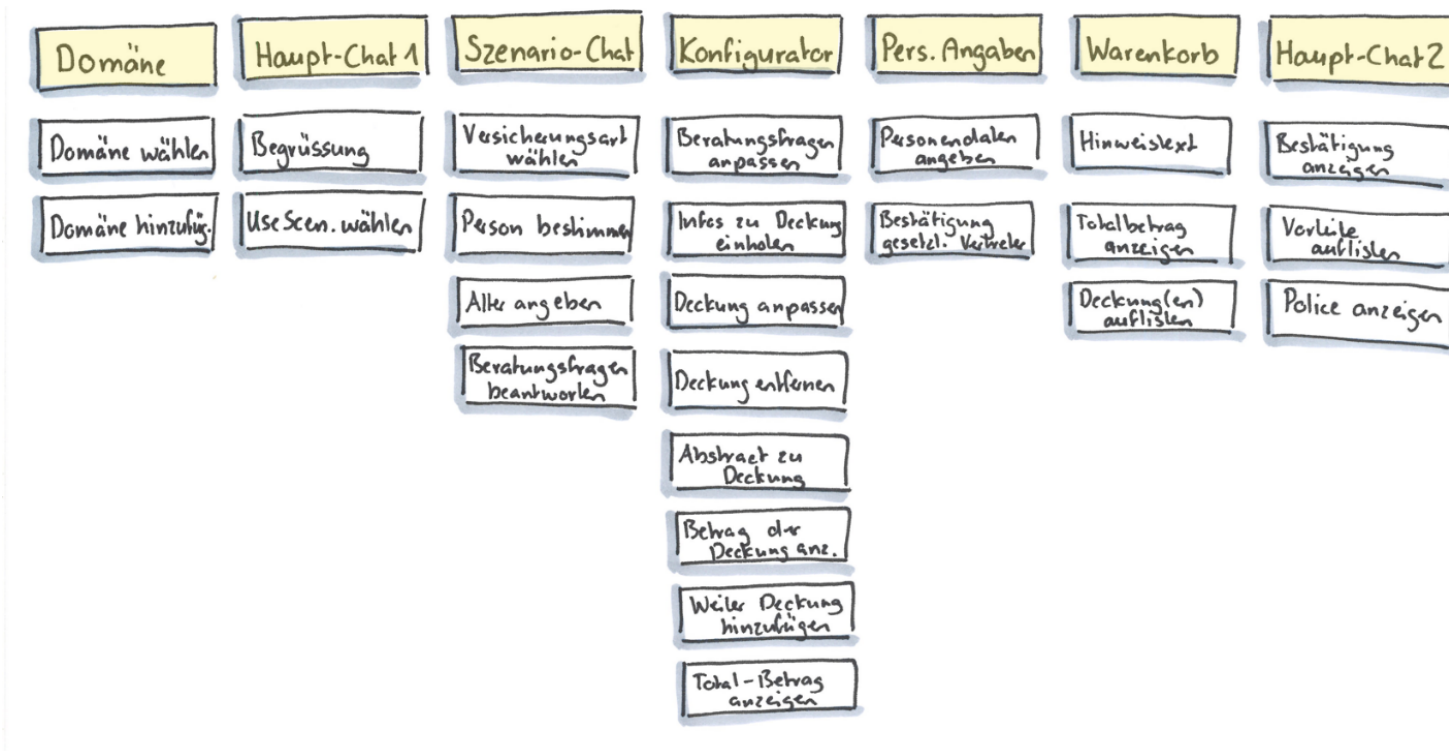 Domäne
Haupt-Chat 1
Szenario-Chat
Konfigurator
Pers. Angaben
Warenkorb
Haupt-Chat 2
Domäne wählen
Domäne hinzufüg.
Begrüssung
Use Scen. wählen
Versicherungsart
wählen
Person bestimmen
Alter angeben
Beratungsfragen
beantworten
Beratungsfragen
anpassen
Infos zu Deckung
einholen
Deckung anpassen
Deckung entfernen
Abstract zu
Deckung
Betrag der
Deckung anz.
Weiter Deckung
hinzufügen
Total-Betrag
anzeigen
Personendaten
angeben
Bestätigung
gesetzl. Vertreter
Hinweistext
Totalbetrag
anzeigen
Deckung(en)
auflisten
Bestätigung
anzeigen
Vorteile
auflisten
Police anzeigen